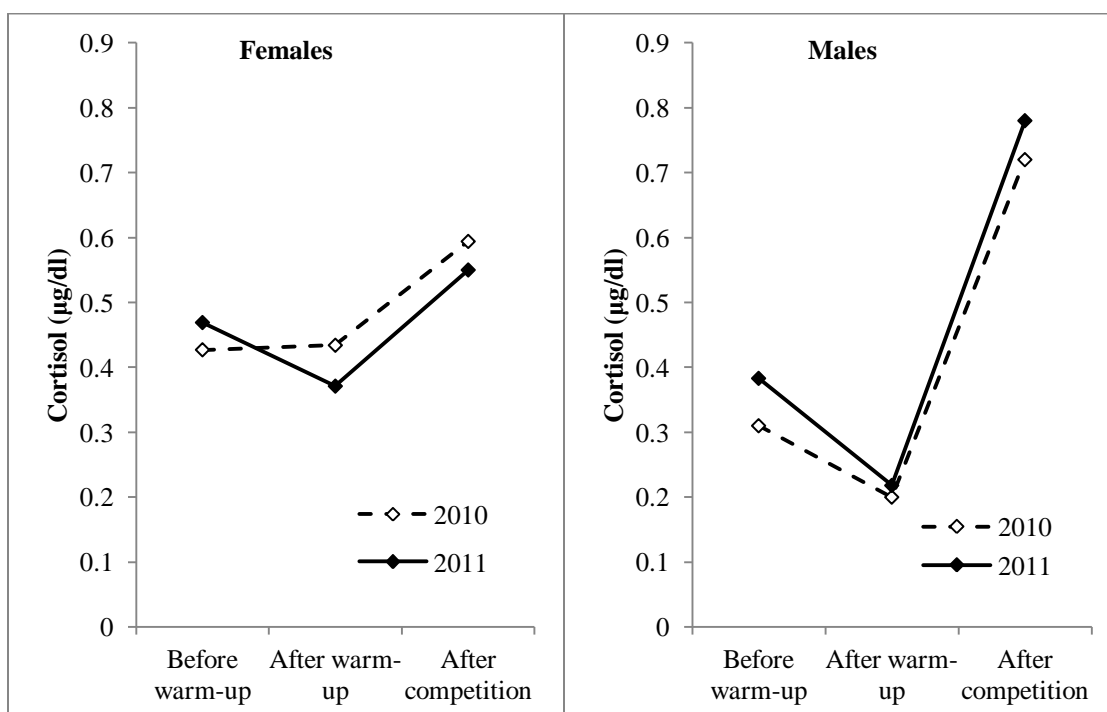 Females
0.9
0.8
0.7
0.6
0.5
0.4
0.3
0.2
0.1
0
Cortisol (µg/dl)
2010
2011
Before
warm-up
After warm-
up
After
competition
Males
0.9
0.8
0.7
0.6
0.5
0.4
0.3
0.2
0.1
0
Cortisol (µg/dl)
2010
2011
Before
warm-up
After warm-
up
After
competition